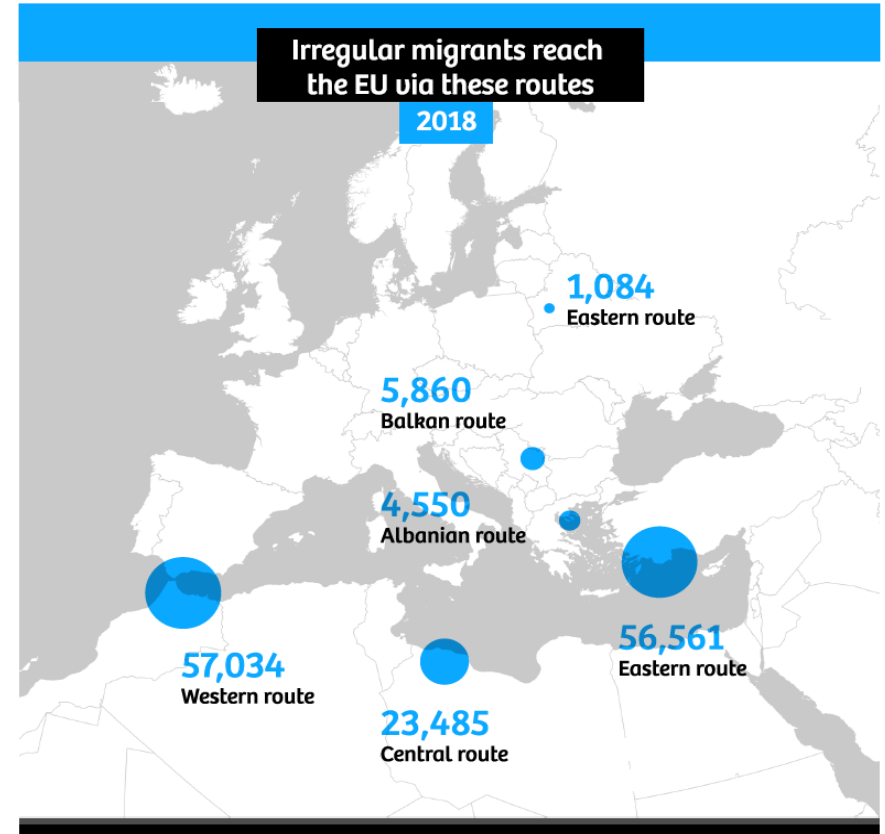 Irregular migrants reach
the EU via these routes
2018
1,084
Eastern route
5,860
Balkan route
4,550
Albanian route
56,561
Eastern route
57,034
Western route
23,485
Central route